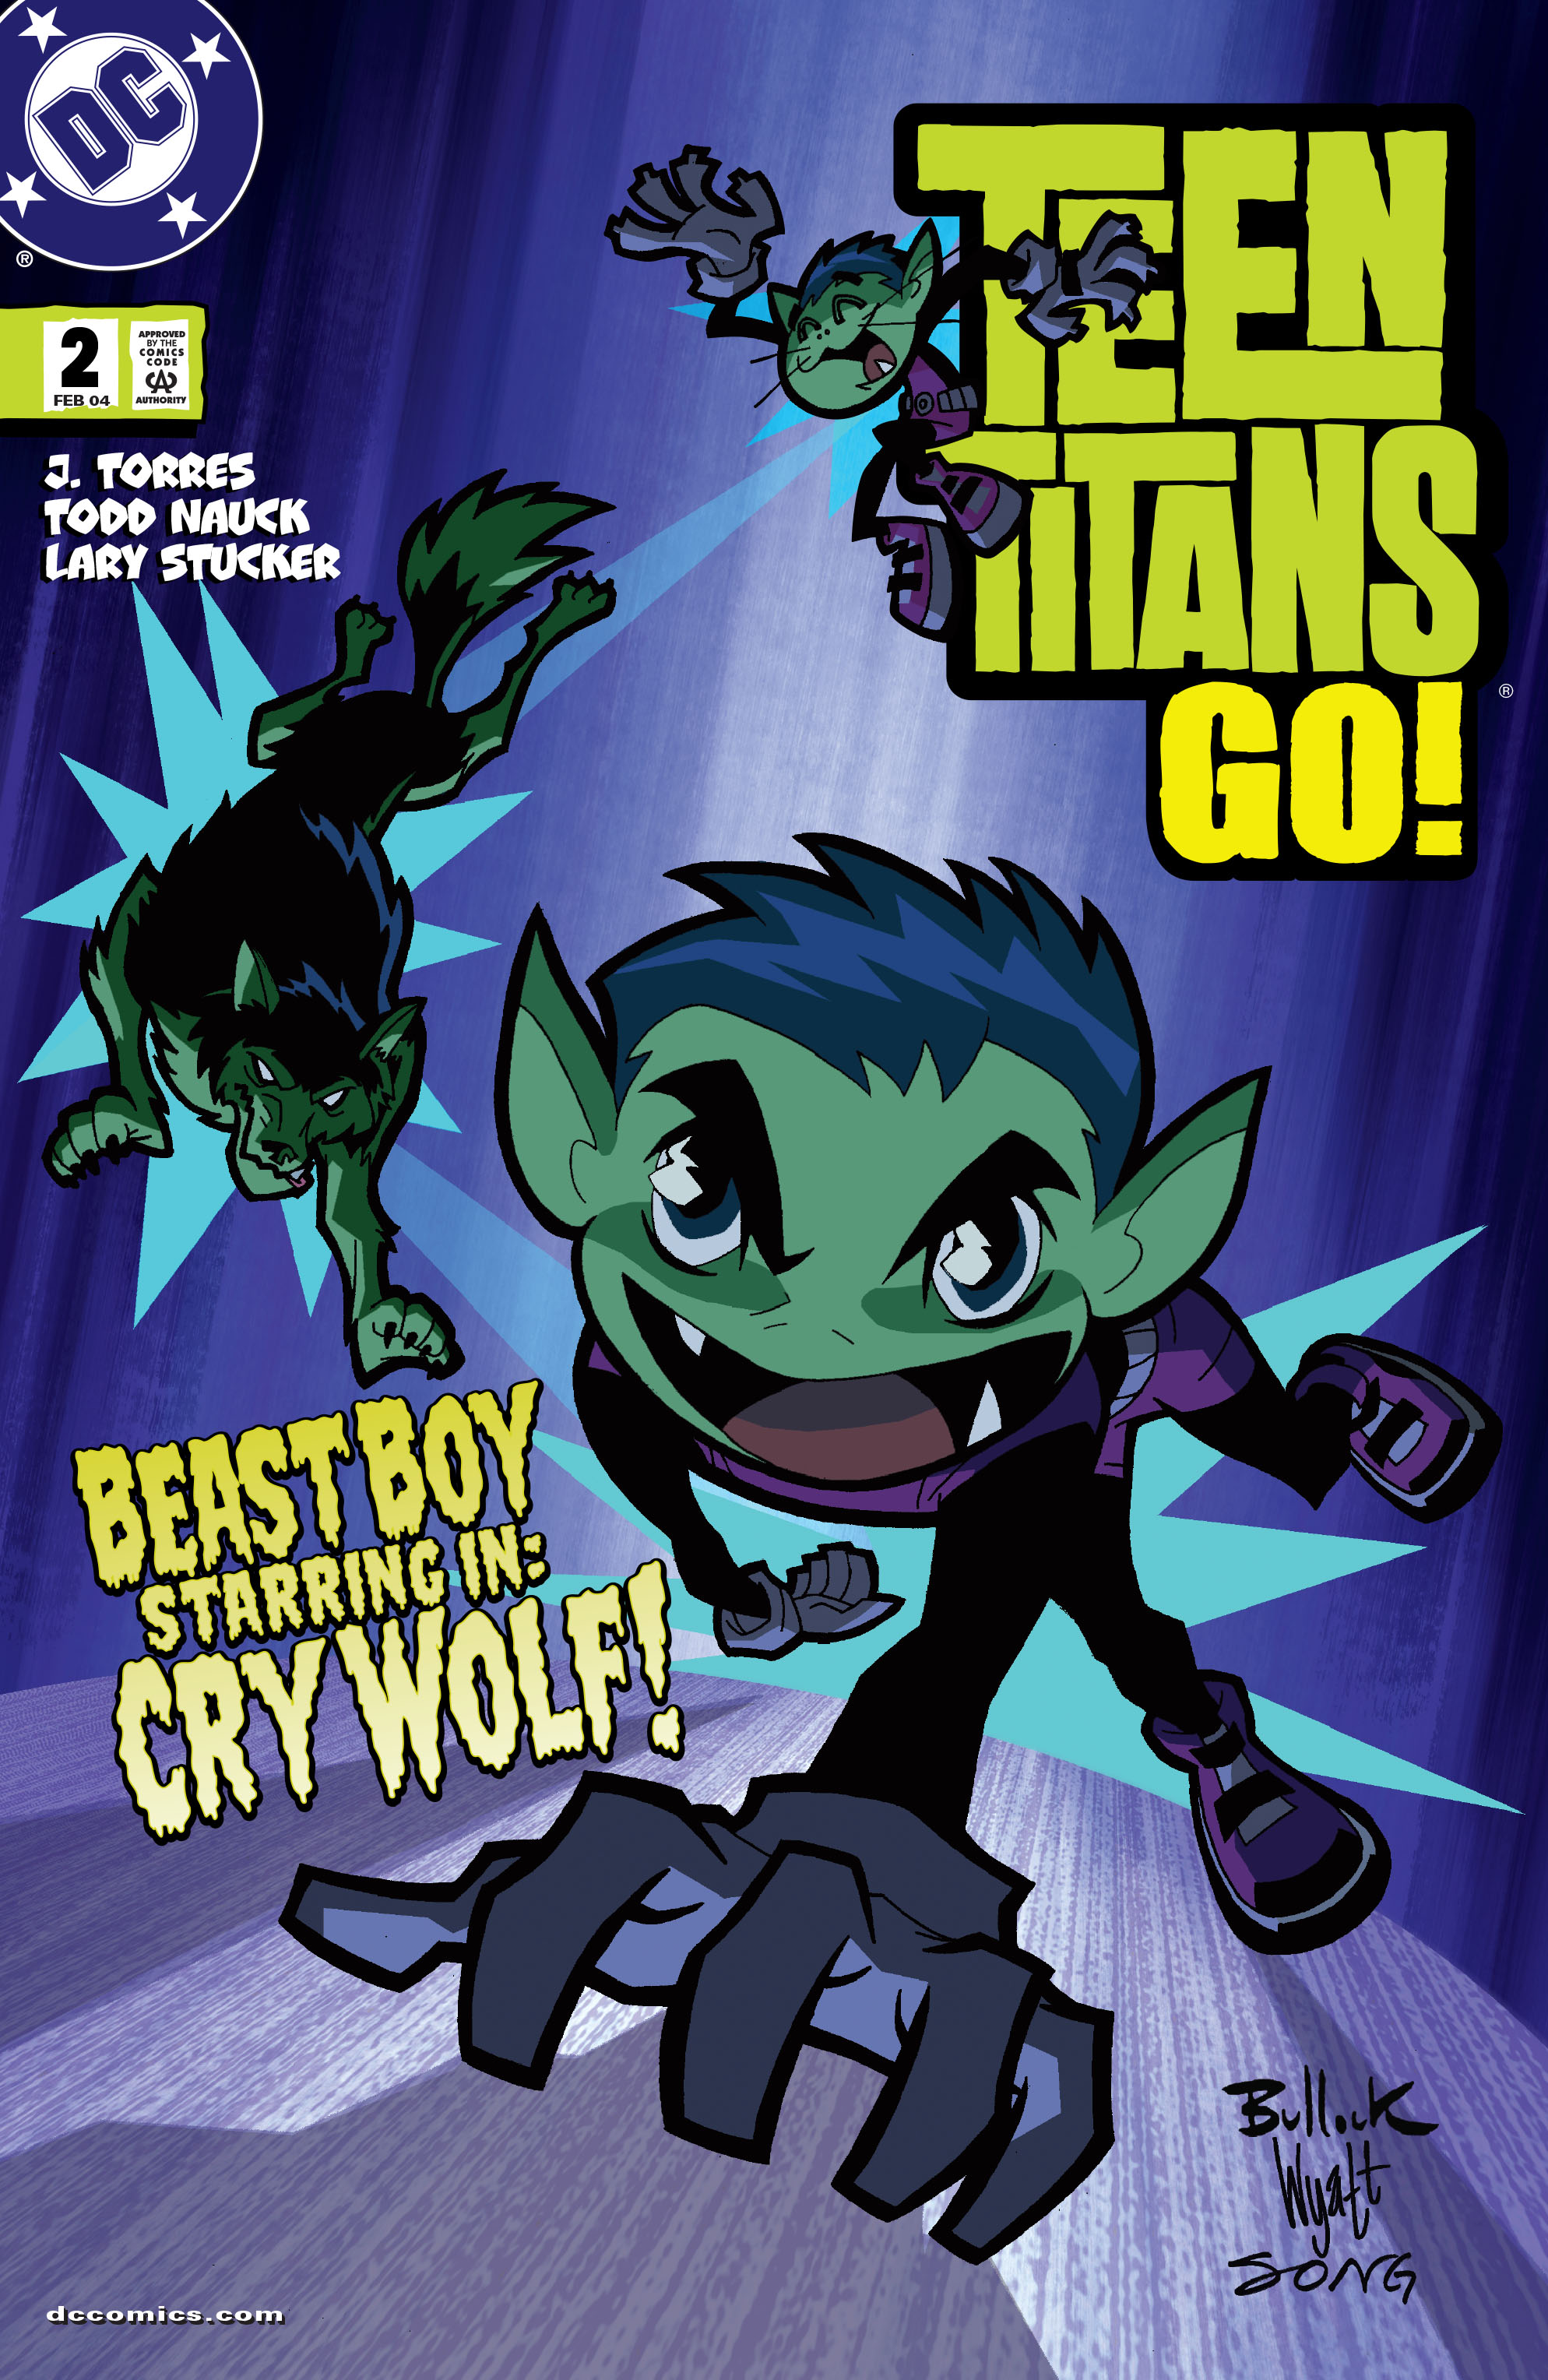 DC
®
2
FEB 04
APPROVED
BY THE
COMICS
CODE
CA
AUTHORITY
J. TORRES
TODD NAUCK
LARY STUCKER
TEEN
TITANS
GO!
®
BEAST BOY
STARRING IN:
CRY WOLF!
Bullock
Wyatt
SONG
dccomics.com